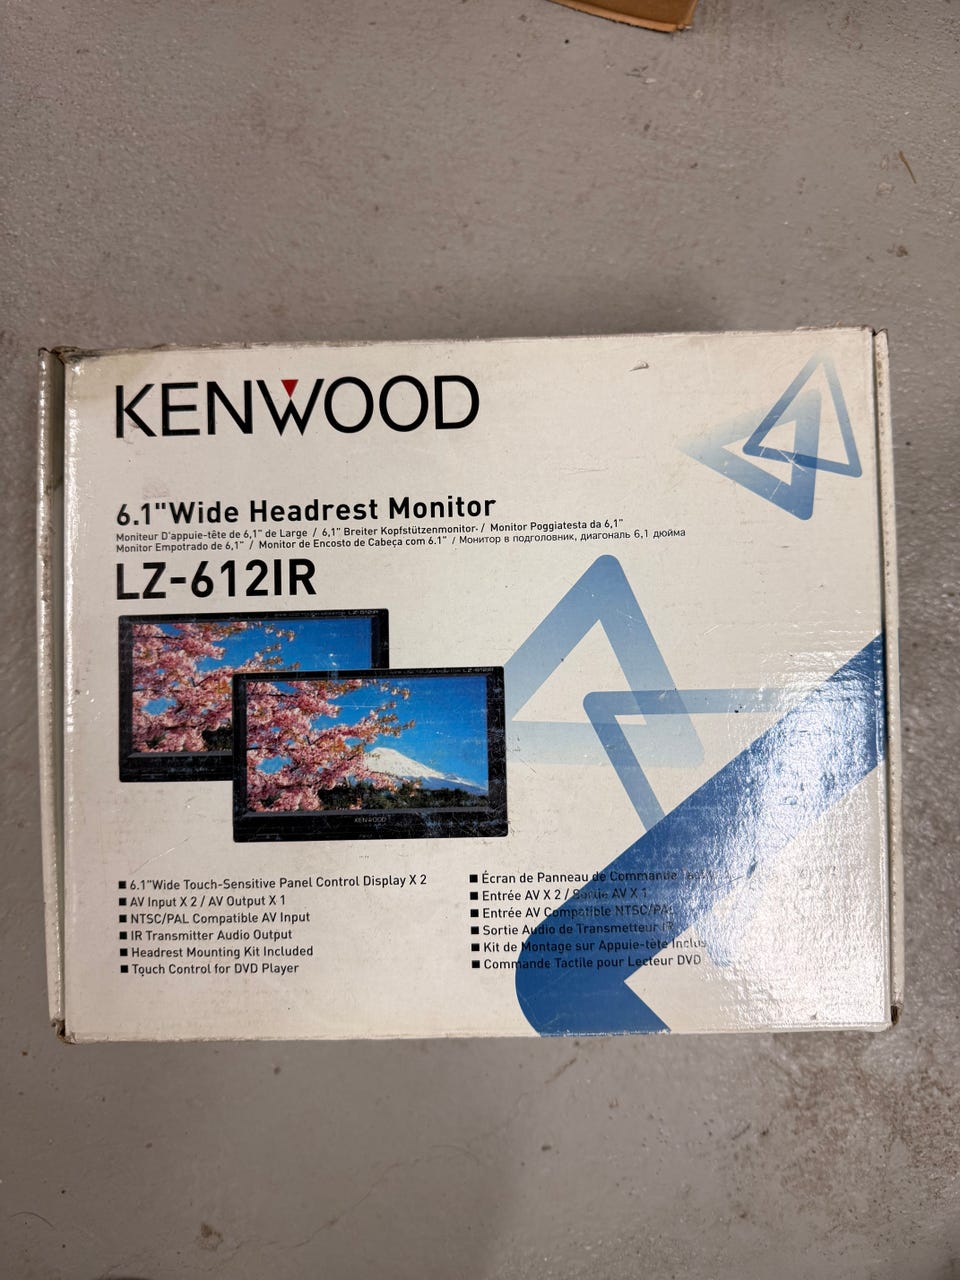 KENWOOD
6.1"Wide Headrest Monitor
Moniteur D'appuie-tête de 6,1" de Large / 6,1" Breiter Kopfstützenmonitor· / Monitor Poggiatesta da 6,1"
Monitor Empotrado de 6,1" / Monitor de Encosto de Cabeça com 6.1" / Монитор в подголовник, диагональ 6,1 дюйма
LZ-612IR
LZ-612IR
LZ-612IR
KENWOOD
■ 6.1"Wide Touch-Sensitive Panel Control Display X 2
■ AV Input X 2 / AV Output X 1
■ NTSC/PAL Compatible AV Input
■ IR Transmitter Audio Output
■ Headrest Mounting Kit Included
■ Touch Control for DVD Player
■ Écran de Panneau de Commande
■ Entrée AV X 2 / Sortie AV X 1
■ Entrée AV Compatible NTSC/PAL
■ Sortie Audio de Transmetteur IR
■ Kit de Montage sur Appuie-tête Inclus
■ Commande Tactile pour Lecteur DVD